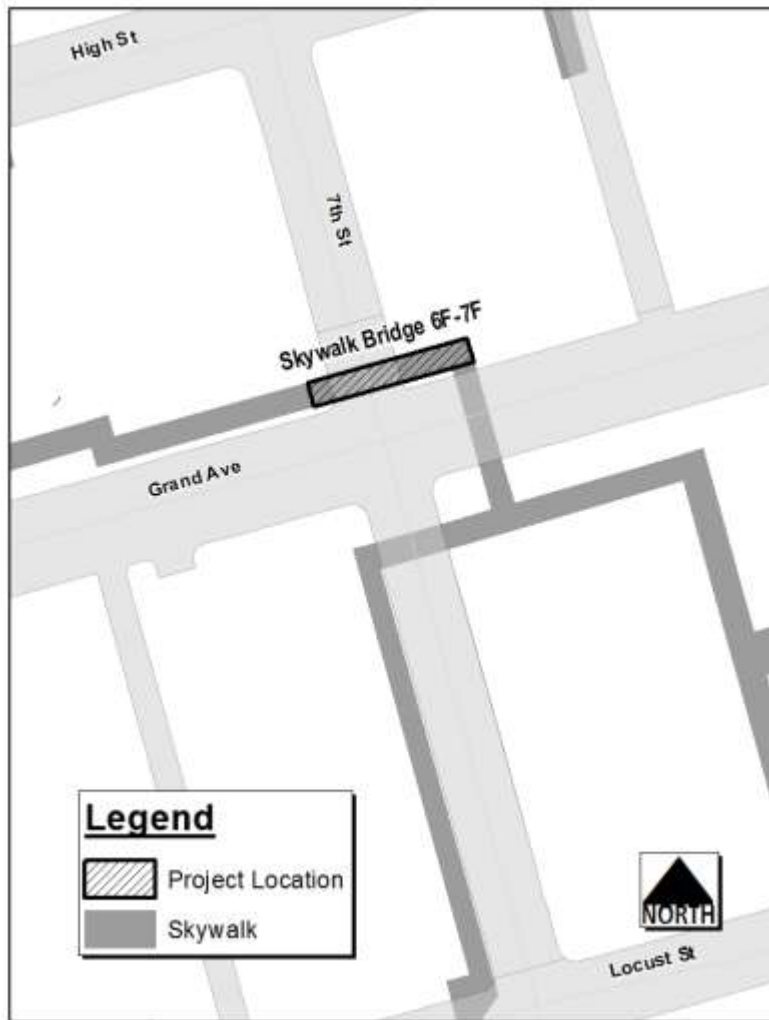 High St
7th St
Skywalk Bridge 6F-7F
Grand Ave
Legend
Project Location
Skywalk
NORTH
Locust St